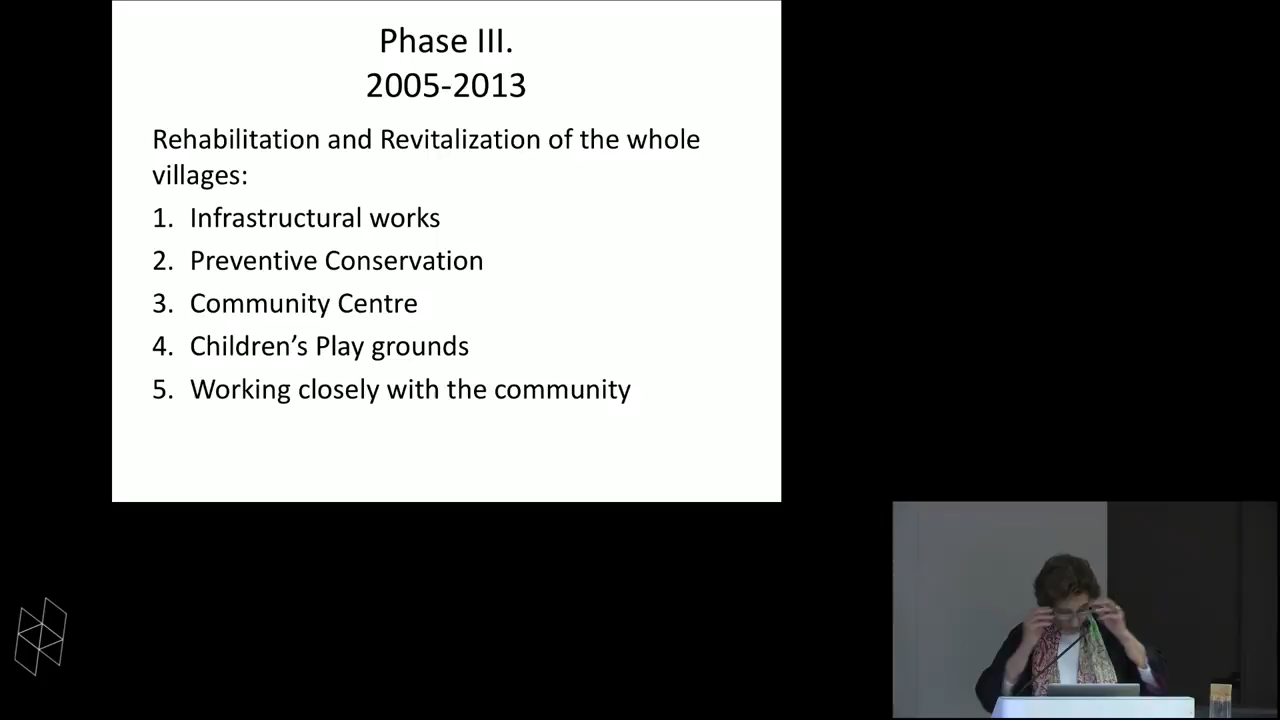 Phase III.
2005-2013
Rehabilitation and Revitalization of the whole
villages:
1. Infrastructural works
2. Preventive Conservation
3. Community Centre
4. Children's Play grounds
5. Working closely with the community